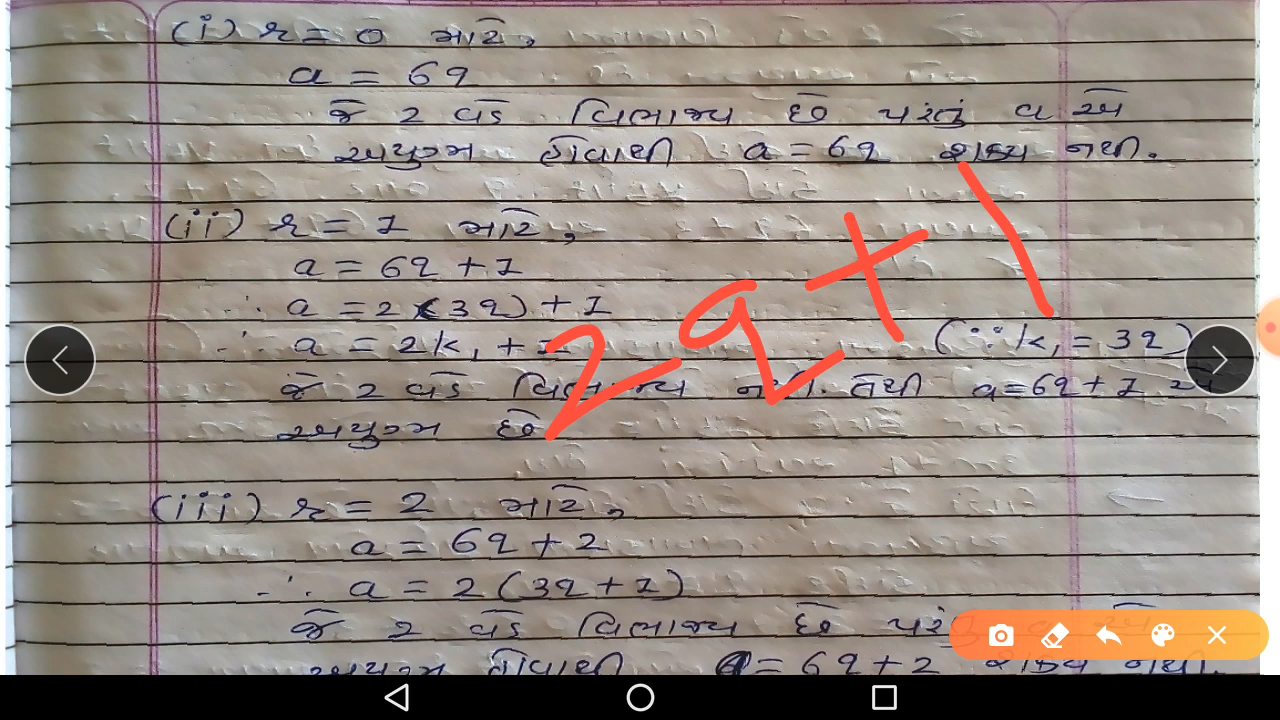 (i) r = 0 માટે,
a = 6q
જે 2 વડે વિભાજ્ય છે પરંતુ a એ
અયુગ્મ હોવાથી a = 6q શક્ય નથી.
(ii) r = 1 માટે,
a = 6q + 1
∴ a = 2(3q) + 1
∴ a = 2k₁ + 1 (∵ k₁ = 3q)
જે 2 વડે વિભાજ્ય નથી. તેથી a = 6q + 1 એ
અયુગ્મ છે
2q + 1
(iii) r = 2 માટે,
a = 6q + 2
∴ a = 2(3q + 1)
જે 2 વડે વિભાજ્ય છે પરંતુ a એ
અયુગ્મ હોવાથી a = 6q + 2 શક્ય નથી.